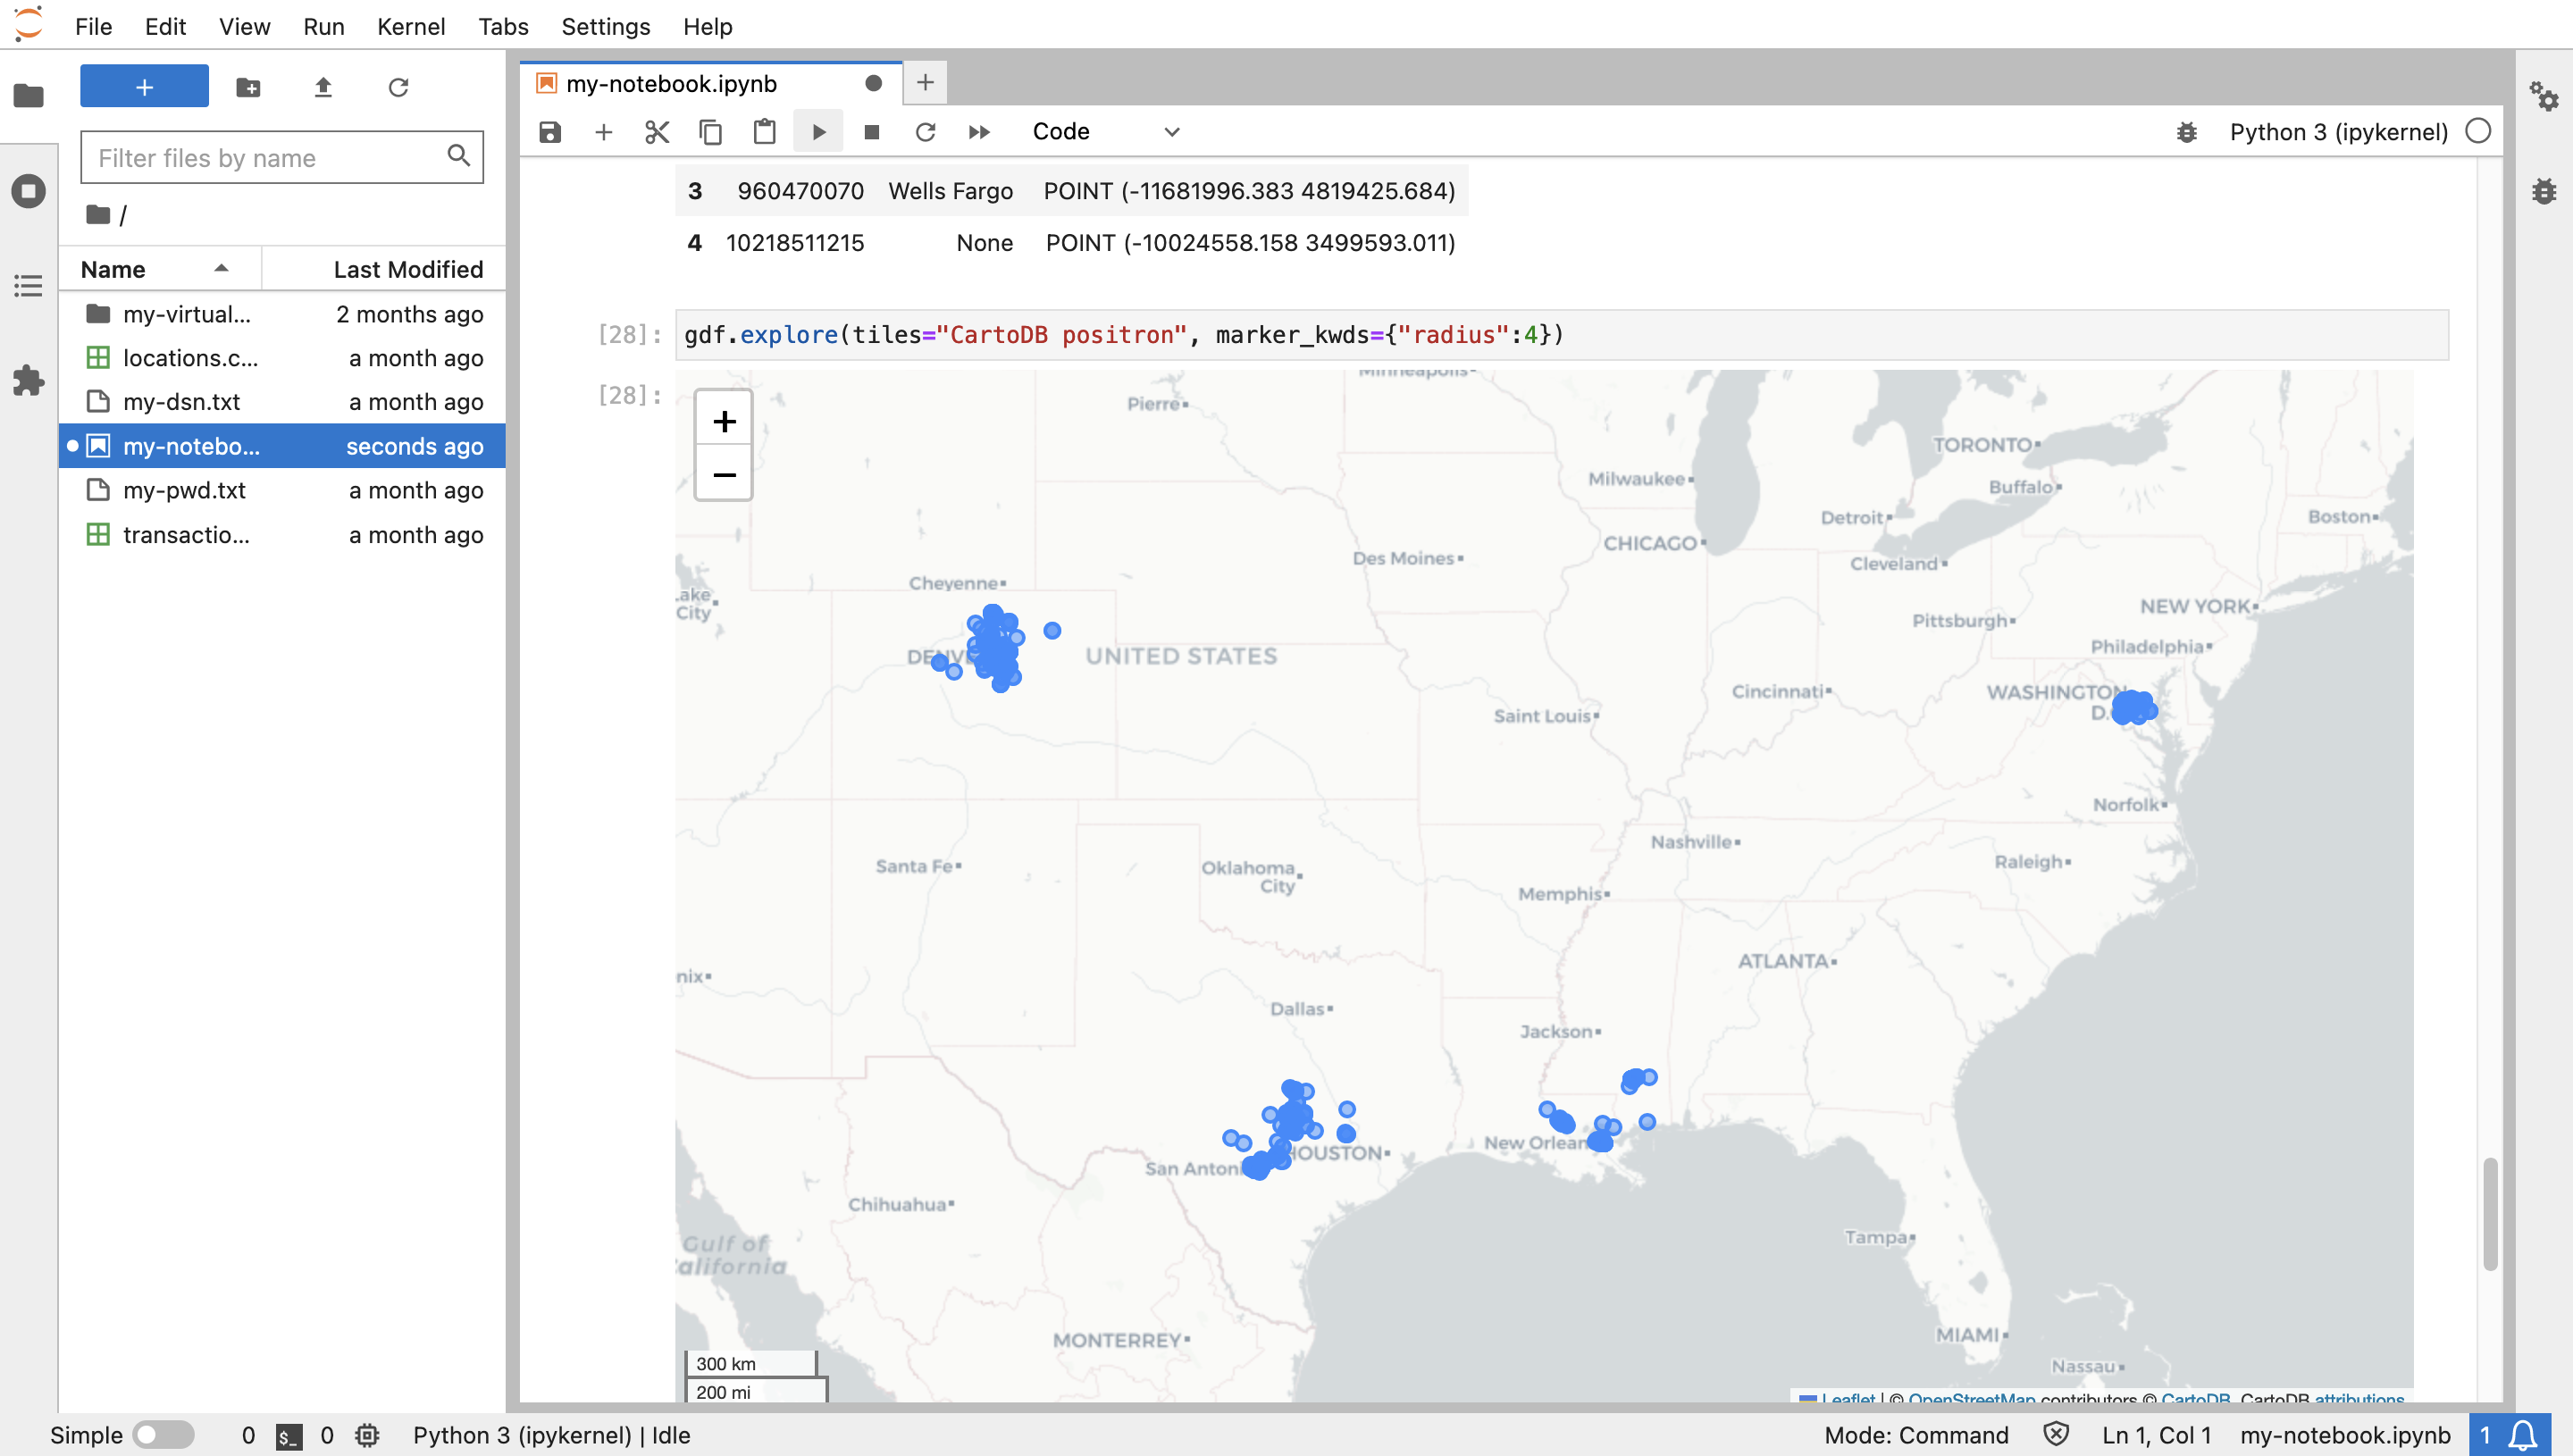 File Edit View Run Kernel Tabs Settings Help
my-notebook.ipynb
Filter files by name
/
Name Last Modified
my-virtual... 2 months ago
locations.c... a month ago
my-dsn.txt a month ago
my-notebo... seconds ago
my-pwd.txt a month ago
transactio... a month ago
Code
Python 3 (ipykernel)
3 960470070 Wells Fargo POINT (-11681996.383 4819425.684)
4 10218511215 None POINT (-10024558.158 3499593.011)
[28]: gdf.explore(tiles="CartoDB positron", marker_kwds={"radius":4})
[28]:
+
−
Minneapolis
Pierre
TORONTO
Milwaukee
Buffalo
Detroit
Boston
CHICAGO
Des Moines
Cleveland
Cheyenne
ake
City
NEW YORK
Pittsburgh
Philadelphia
DENV
UNITED STATES
Cincinnati
WASHINGTON
D.
Saint Louis
Norfolk
Nashville
Raleigh
Santa Fe
Oklahoma
City
Memphis
ATLANTA
nix
Dallas
Jackson
New Orlean
HOUSTON
San Antoni
Chihuahua
Gulf of
alifornia
Tampa
MONTERREY
MIAMI
Nassau
300 km
200 mi
Leaflet | © OpenStreetMap contributors © CartoDB, CartoDB attributions
Simple 0 $_ 0 Python 3 (ipykernel) | Idle
Mode: Command Ln 1, Col 1 my-notebook.ipynb 1